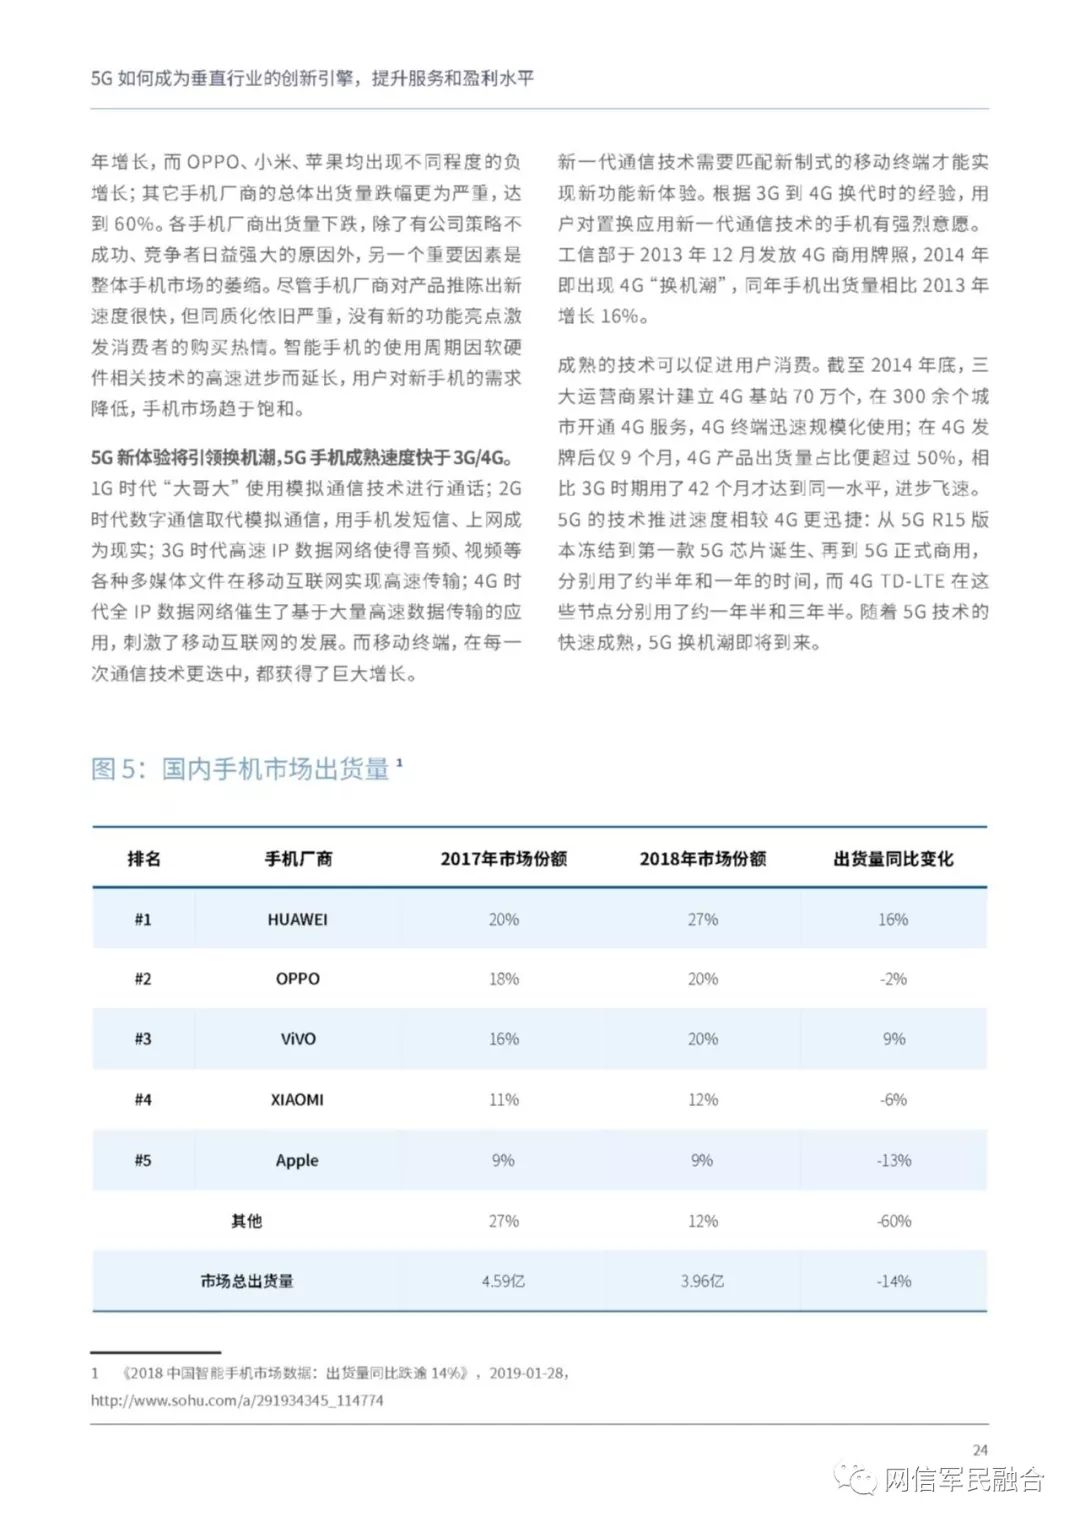 5G 如何成为垂直行业的创新引擎，提升服务和盈利水平
年增长，而 OPPO、小米、苹果均出现不同程度的负
增长；其它手机厂商的总体出货量跌幅更为严重，达
到 60%。各手机厂商出货量下跌，除了有公司策略不
成功、竞争者日益强大的原因外，另一个重要因素是
整体手机市场的萎缩。尽管手机厂商对产品推陈出新
速度很快，但同质化依旧严重，没有新的功能亮点激
发消费者的购买热情。智能手机的使用周期因软硬
件相关技术的高速进步而延长，用户对新手机的需求
降低，手机市场趋于饱和。
5G 新体验将引领换机潮，5G 手机成熟速度快于 3G/4G。
1G 时代 “大哥大” 使用模拟通信技术进行通话；2G
时代数字通信取代模拟通信，用手机发短信、上网成
为现实；3G 时代高速 IP 数据网络使得音频、视频等
各种多媒体文件在移动互联网实现高速传输；4G 时
代全 IP 数据网络催生了基于大量高速数据传输的应
用，刺激了移动互联网的发展。而移动终端，在每一
次通信技术更迭中，都获得了巨大增长。
新一代通信技术需要匹配新制式的移动终端才能实
现新功能新体验。根据 3G 到 4G 换代时的经验，用
户对置换应用新一代通信技术的手机有强烈意愿。
工信部于 2013 年 12 月发放 4G 商用牌照，2014 年
即出现 4G “换机潮”，同年手机出货量相比 2013 年
增长 16%。
成熟的技术可以促进用户消费。截至 2014 年底，三
大运营商累计建立 4G 基站 70 万个，在 300 余个城
市开通 4G 服务，4G 终端迅速规模化使用；在 4G 发
牌后仅 9 个月，4G 产品出货量占比便超过 50%，相
比 3G 时期用了 42 个月才达到同一水平，进步飞速。
5G 的技术推进速度相较 4G 更迅捷：从 5G R15 版
本冻结到第一款 5G 芯片诞生、再到 5G 正式商用，
分别用了约半年和一年的时间，而 4G TD-LTE 在这
些节点分别用了约一年半和三年半。随着 5G 技术的
快速成熟，5G 换机潮即将到来。
图 5：国内手机市场出货量 1
排名 手机厂商 2017年市场份额 2018年市场份额 出货量同比变化
#1 HUAWEI 20% 27% 16%
#2 OPPO 18% 20% -2%
#3 ViVO 16% 20% 9%
#4 XIAOMI 11% 12% -6%
#5 Apple 9% 9% -13%
其他 27% 12% -60%
市场总出货量 4.59亿 3.96亿 -14%
1 《2018 中国智能手机市场数据：出货量同比跌逾 14%》，2019-01-28，
http://www.sohu.com/a/291934345_114774
24
网信军民融合